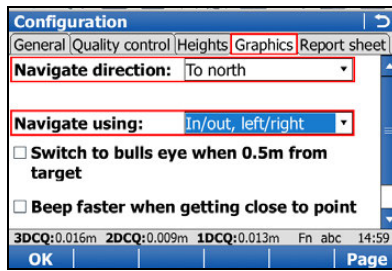 Configuration
General Quality control Heights Graphics Report sheet
Navigate direction: To north
Navigate using: In/out, left/right
Switch to bulls eye when 0.5m from
target
Beep faster when getting close to point
3DCQ:0.016m 2DCQ:0.009m 1DCQ:0.013m Fn abc 14:59
OK Page